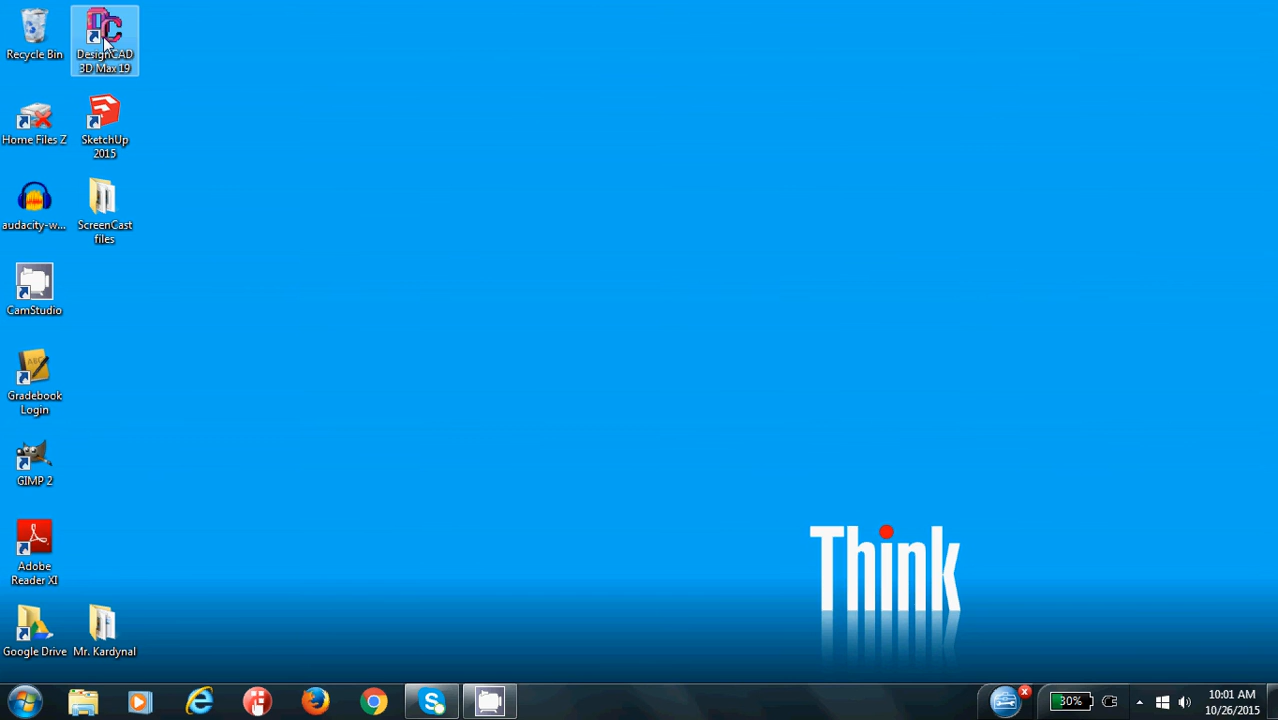 Recycle Bin
DesignCAD
3D Max 19
Home Files Z
SketchUp
2015
audacity-w...
ScreenCast
files
CamStudio
ABC
Gradebook
Login
GIMP 2
Adobe
Reader XI
Google Drive
Mr. Kardynal
Think
30%
10:01 AM
10/26/2015